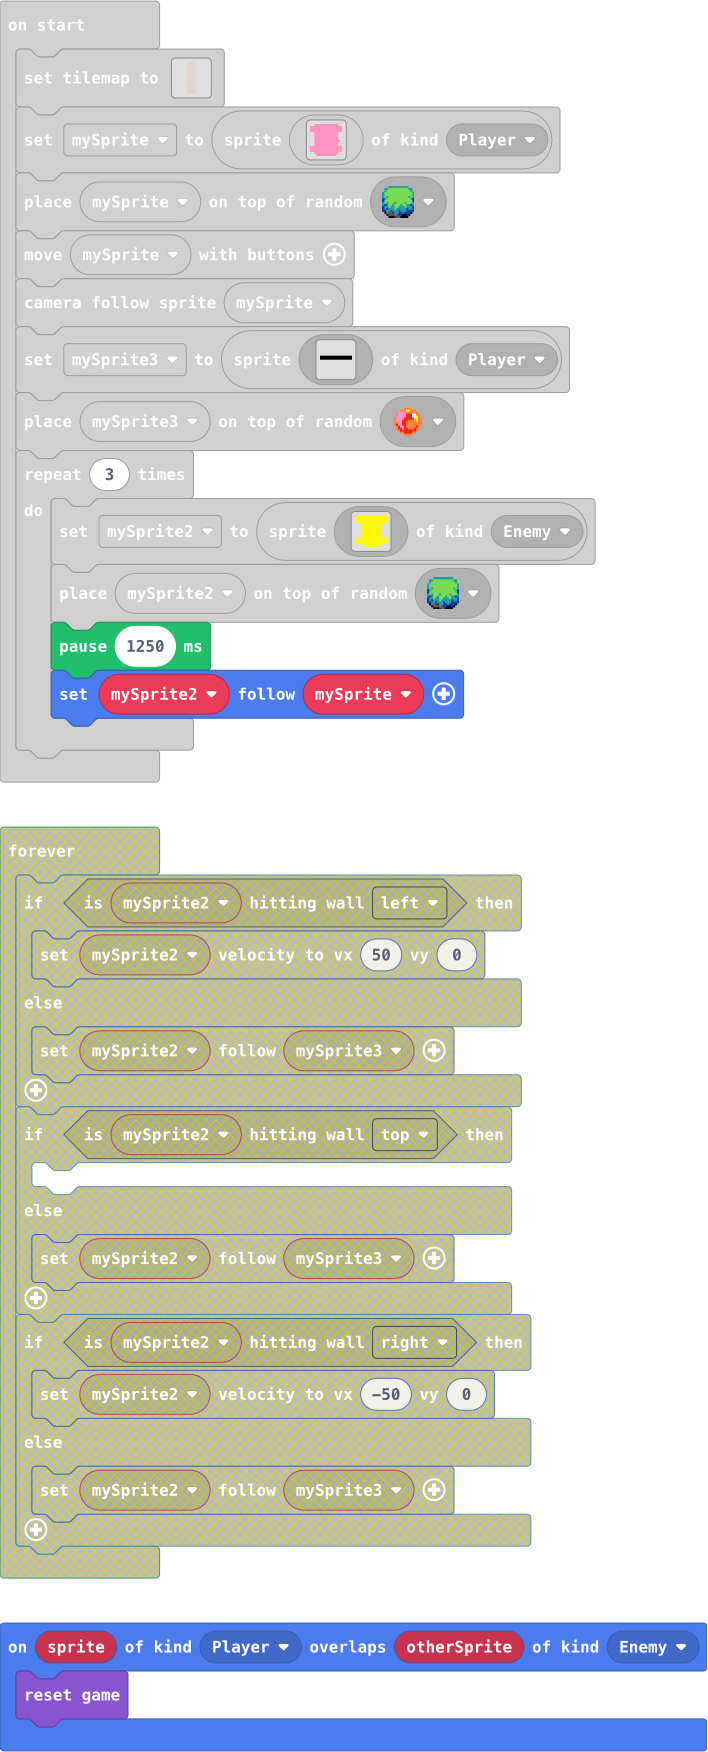 on start
set tilemap to
set mySprite to sprite of kind Player
place mySprite on top of random
move mySprite with buttons
camera follow sprite mySprite
set mySprite3 to sprite of kind Player
place mySprite3 on top of random
repeat 3 times
do
set mySprite2 to sprite of kind Enemy
place mySprite2 on top of random
pause 1250 ms
set mySprite2 follow mySprite
forever
if is mySprite2 hitting wall left then
set mySprite2 velocity to vx 50 vy 0
else
set mySprite2 follow mySprite3
if is mySprite2 hitting wall top then
else
set mySprite2 follow mySprite3
if is mySprite2 hitting wall right then
set mySprite2 velocity to vx -50 vy 0
else
set mySprite2 follow mySprite3
on sprite of kind Player overlaps otherSprite of kind Enemy
reset game